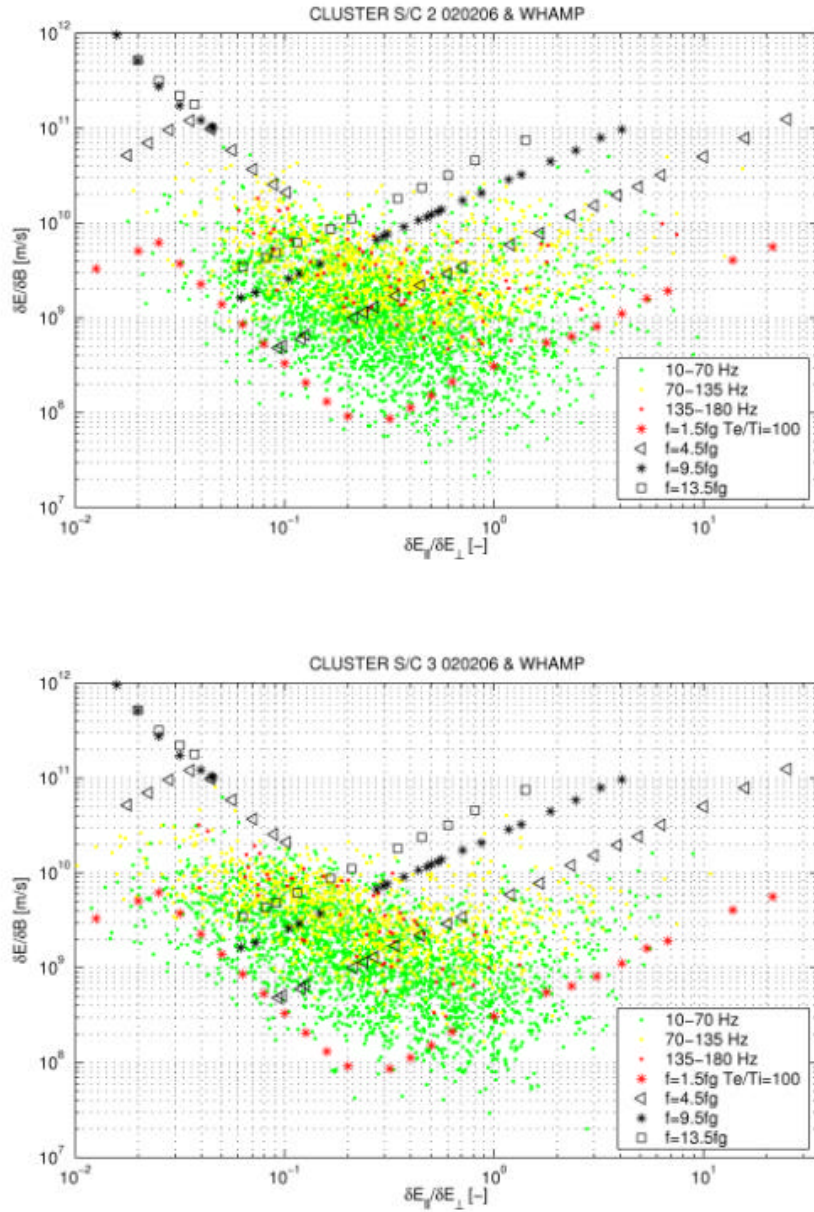 CLUSTER S/C 2 020206 & WHAMP
10^12
10^11
10^10
10^9
10^8
10^7
δE/δB [m/s]
10-70 Hz
70-135 Hz
135-180 Hz
f=1.5fg Te/Ti=100
f=4.5fg
f=9.5fg
f=13.5fg
10^-2 10^-1 10^0 10^1
δE_||/δE_⊥ [-]
CLUSTER S/C 3 020206 & WHAMP
10^12
10^11
10^10
10^9
10^8
10^7
δE/δB [m/s]
10-70 Hz
70-135 Hz
135-180 Hz
f=1.5fg Te/Ti=100
f=4.5fg
f=9.5fg
f=13.5fg
10^-2 10^-1 10^0 10^1
δE_||/δE_⊥ [-]